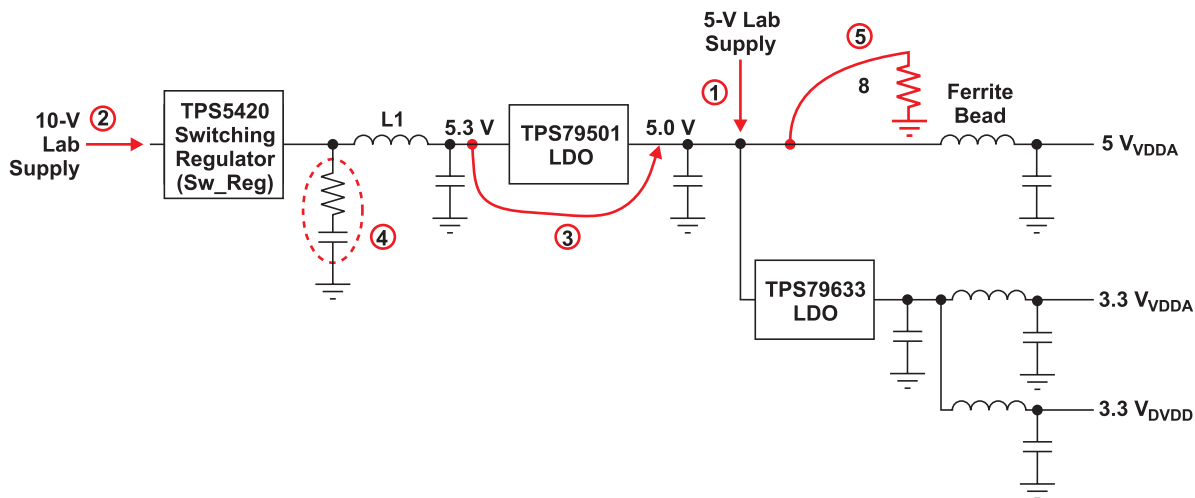 5-V Lab
Supply
1
5
8
Ferrite
Bead
10-V
Lab
Supply
2
TPS5420
Switching
Regulator
(Sw_Reg)
L1
5.3 V
TPS79501
LDO
5.0 V
5 VVDDA
4
3
TPS79633
LDO
3.3 VVDDA
3.3 VDVDD